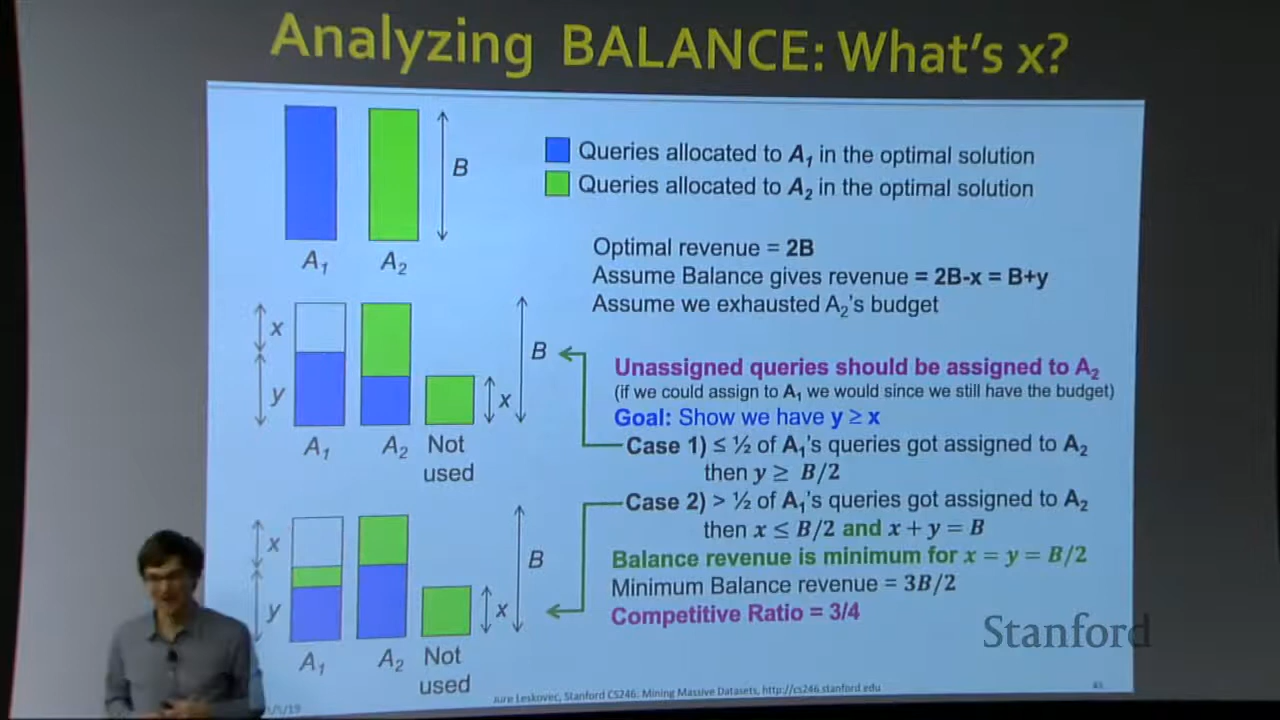 Analyzing BALANCE: What's x?
B
A₁ A₂
Queries allocated to A₁ in the optimal solution
Queries allocated to A₂ in the optimal solution
Optimal revenue = 2B
Assume Balance gives revenue = 2B-x = B+y
Assume we exhausted A₂'s budget
x
y
B
x
A₁ A₂ Not
used
Unassigned queries should be assigned to A₂
(if we could assign to A₁ we would since we still have the budget)
Goal: Show we have y ≥ x
Case 1) ≤ ½ of A₁'s queries got assigned to A₂
then y ≥ B/2
Case 2) > ½ of A₁'s queries got assigned to A₂
then x ≤ B/2 and x + y = B
Balance revenue is minimum for x = y = B/2
Minimum Balance revenue = 3B/2
Competitive Ratio = 3/4
x
y
B
x
A₁ A₂ Not
used
Stanford
Jure Leskovec, Stanford CS246: Mining Massive Datasets, http://cs246.stanford.edu